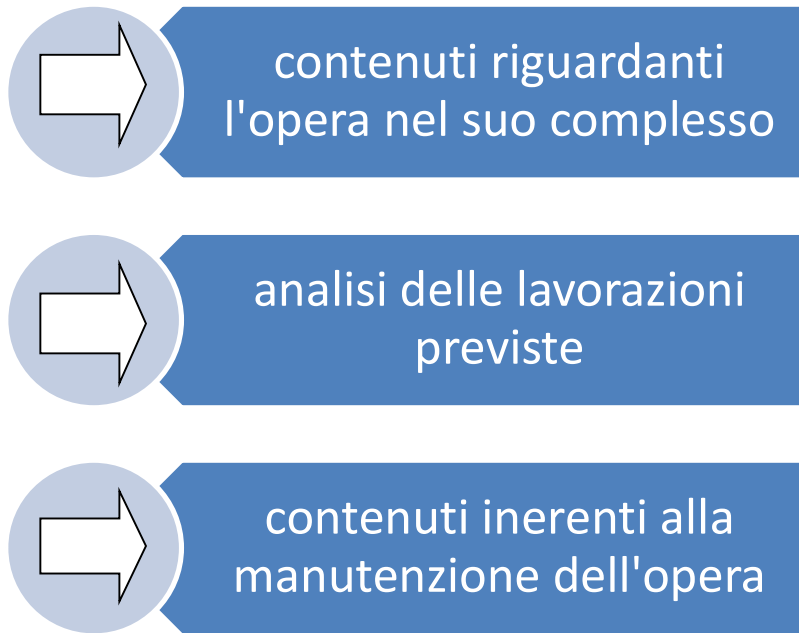 contenuti riguardanti
l'opera nel suo complesso
analisi delle lavorazioni
previste
contenuti inerenti alla
manutenzione dell'opera